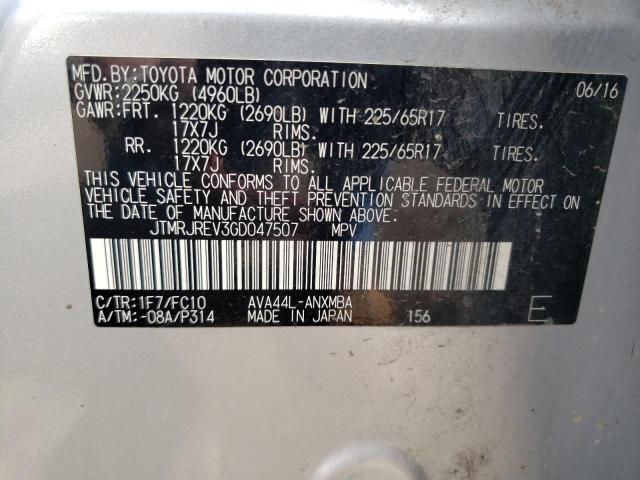 MFD.BY:TOYOTA MOTOR CORPORATION 06/16
GVWR:2250KG (4960LB)
GAWR:FRT. 1220KG (2690LB) WITH 225/65R17 TIRES.
17X7J RIMS.
RR. 1220KG (2690LB) WITH 225/65R17 TIRES.
17X7J RIMS.
THIS VEHICLE CONFORMS TO ALL APPLICABLE FEDERAL MOTOR
VEHICLE SAFETY AND THEFT PREVENTION STANDARDS IN EFFECT ON
THE DATE OF MANUFACTURE SHOWN ABOVE.
JTMRJREV3GD047507 MPV
C/TR:1F7/FC10 AVA44L-ANXMBA
A/TM:-08A/P314 MADE IN JAPAN 156 E